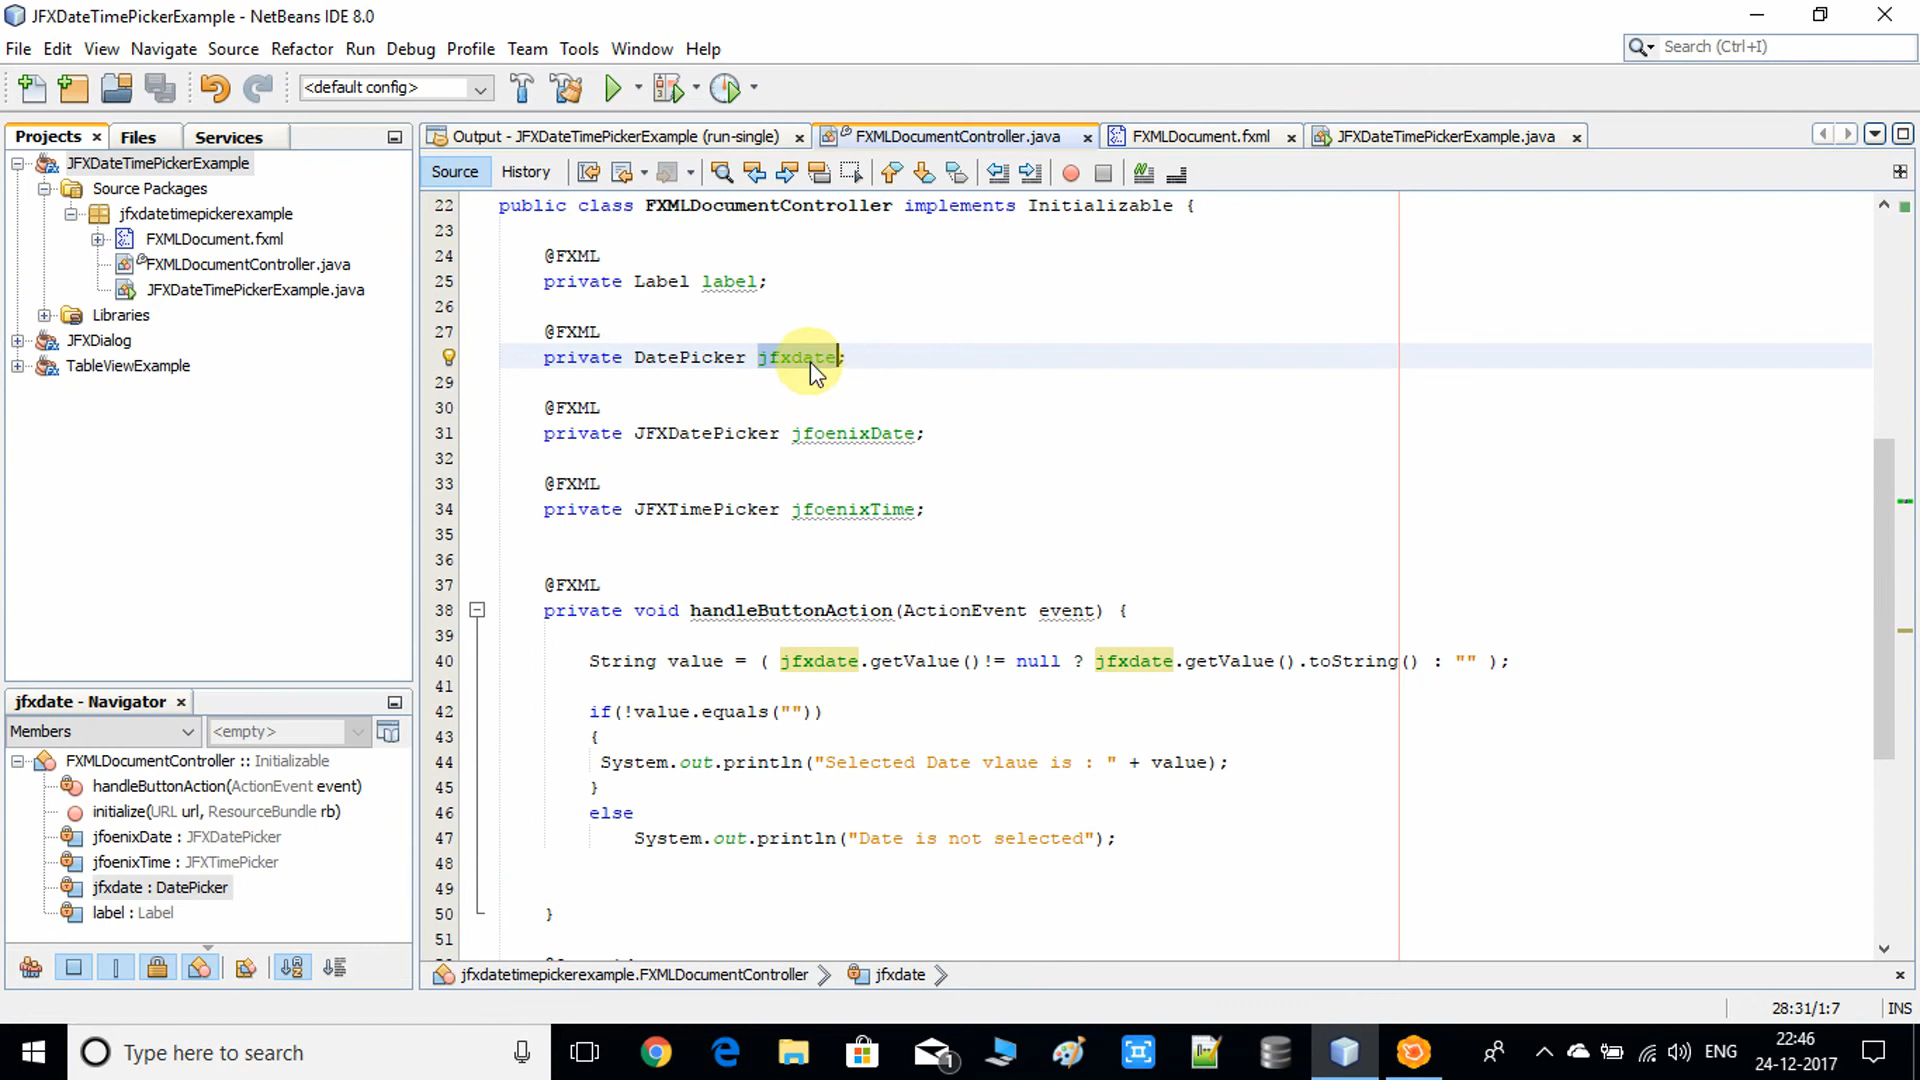 JFXDateTimePickerExample - NetBeans IDE 8.0
File Edit View Navigate Source Refactor Run Debug Profile Team Tools Window Help
Search (Ctrl+I)
<default config>
Projects Files Services
Output - JFXDateTimePickerExample (run-single) FXMLDocumentController.java FXMLDocument.fxml JFXDateTimePickerExample.java
JFXDateTimePickerExample
Source Packages
jfxdatetimepickerexample
FXMLDocument.fxml
FXMLDocumentController.java
JFXDateTimePickerExample.java
Libraries
JFXDialog
TableViewExample
Source History
22 public class FXMLDocumentController implements Initializable {
23
24 @FXML
25 private Label label;
26
27 @FXML
private DatePicker jfxdate;
29
30 @FXML
31 private JFXDatePicker jfoenixDate;
32
33 @FXML
34 private JFXTimePicker jfoenixTime;
35
36
37 @FXML
38 private void handleButtonAction(ActionEvent event) {
39
40 String value = ( jfxdate.getValue()!= null ? jfxdate.getValue().toString() : "" );
41
42 if(!value.equals(""))
43 {
44 System.out.println("Selected Date vlaue is : " + value);
45 }
46 else
47 System.out.println("Date is not selected");
48
49
50 }
51
jfxdate - Navigator
Members <empty>
FXMLDocumentController :: Initializable
handleButtonAction(ActionEvent event)
initialize(URL url, ResourceBundle rb)
jfoenixDate : JFXDatePicker
jfoenixTime : JFXTimePicker
jfxdate : DatePicker
label : Label
jfxdatetimepickerexample.FXMLDocumentController jfxdate
28:31/1:7 INS
Type here to search
1
ENG
22:46
24-12-2017